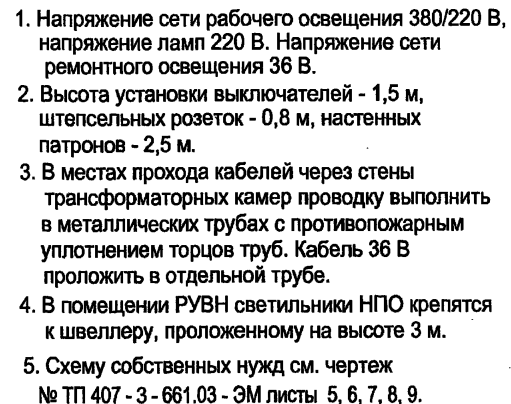 1. Напряжение сети рабочего освещения 380/220 В,
напряжение ламп 220 В. Напряжение сети
ремонтного освещения 36 В.
2. Высота установки выключателей - 1,5 м,
штепсельных розеток - 0,8 м, настенных
патронов - 2,5 м.
3. В местах прохода кабелей через стены
трансформаторных камер проводку выполнить
в металлических трубах с противопожарным
уплотнением торцов труб. Кабель 36 В
проложить в отдельной трубе.
4. В помещении РУВН светильники НПО крепятся
к швеллеру, проложенному на высоте 3 м.
5. Схему собственных нужд см. чертеж
№ ТП 407 - 3 - 661.03 - ЭМ листы 5, 6, 7, 8, 9.